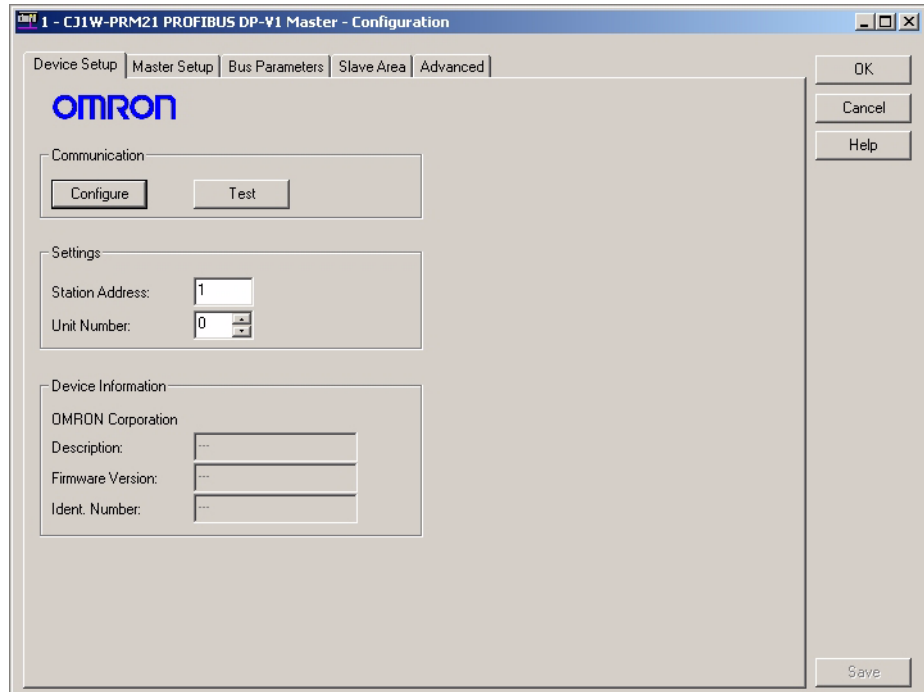 1 - CJ1W-PRM21 PROFIBUS DP-V1 Master - Configuration
Device Setup Master Setup Bus Parameters Slave Area Advanced
OK
OMRON
Cancel
Help
Communication
Configure Test
Settings
Station Address: 1
Unit Number: 0
Device Information
OMRON Corporation
Description: ---
Firmware Version: ---
Ident. Number: ---
Save